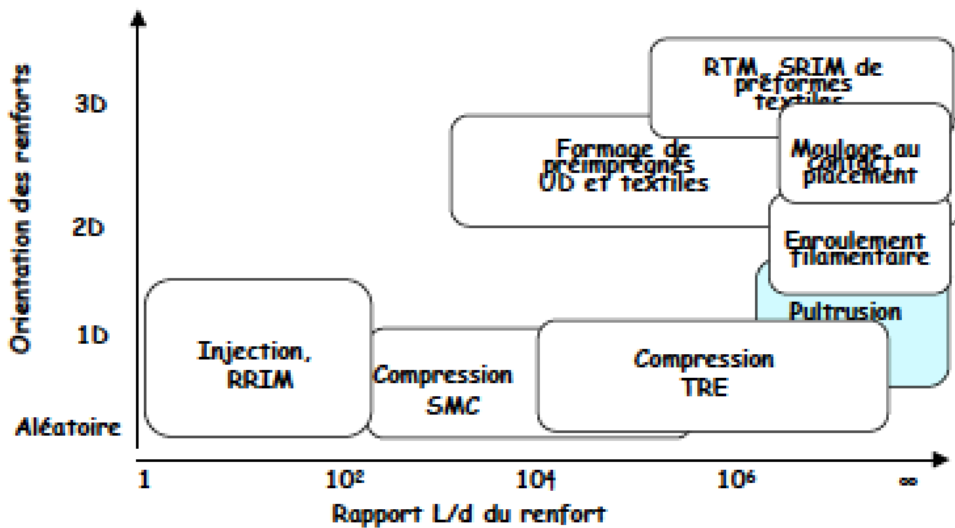 Orientation des renforts
3D
2D
1D
Aléatoire
RTM, SRIM de
préformes
textiles
Formage de
préimprégnés
UD et textiles
Moulage au
contact,
placement
Enroulement
filamentaire
Pultrusion
Injection,
RRIM
Compression
SMC
Compression
TRE
1
10²
10⁴
10⁶
∞
Rapport L/d du renfort